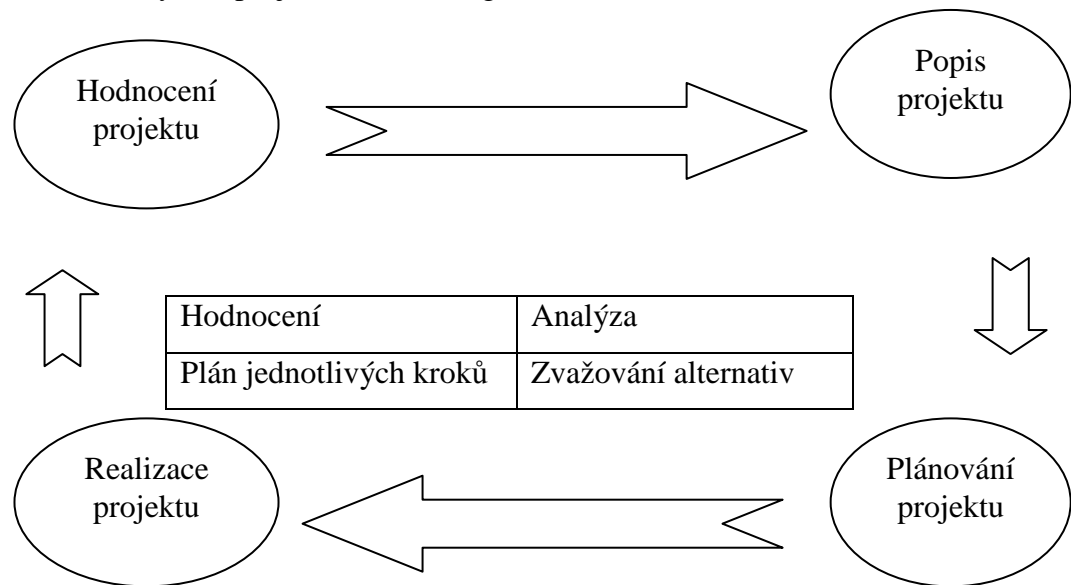 Hodnocení
projektu
Popis
projektu
Hodnocení
Analýza
Plán jednotlivých kroků
Zvažování alternativ
Realizace
projektu
Plánování
projektu